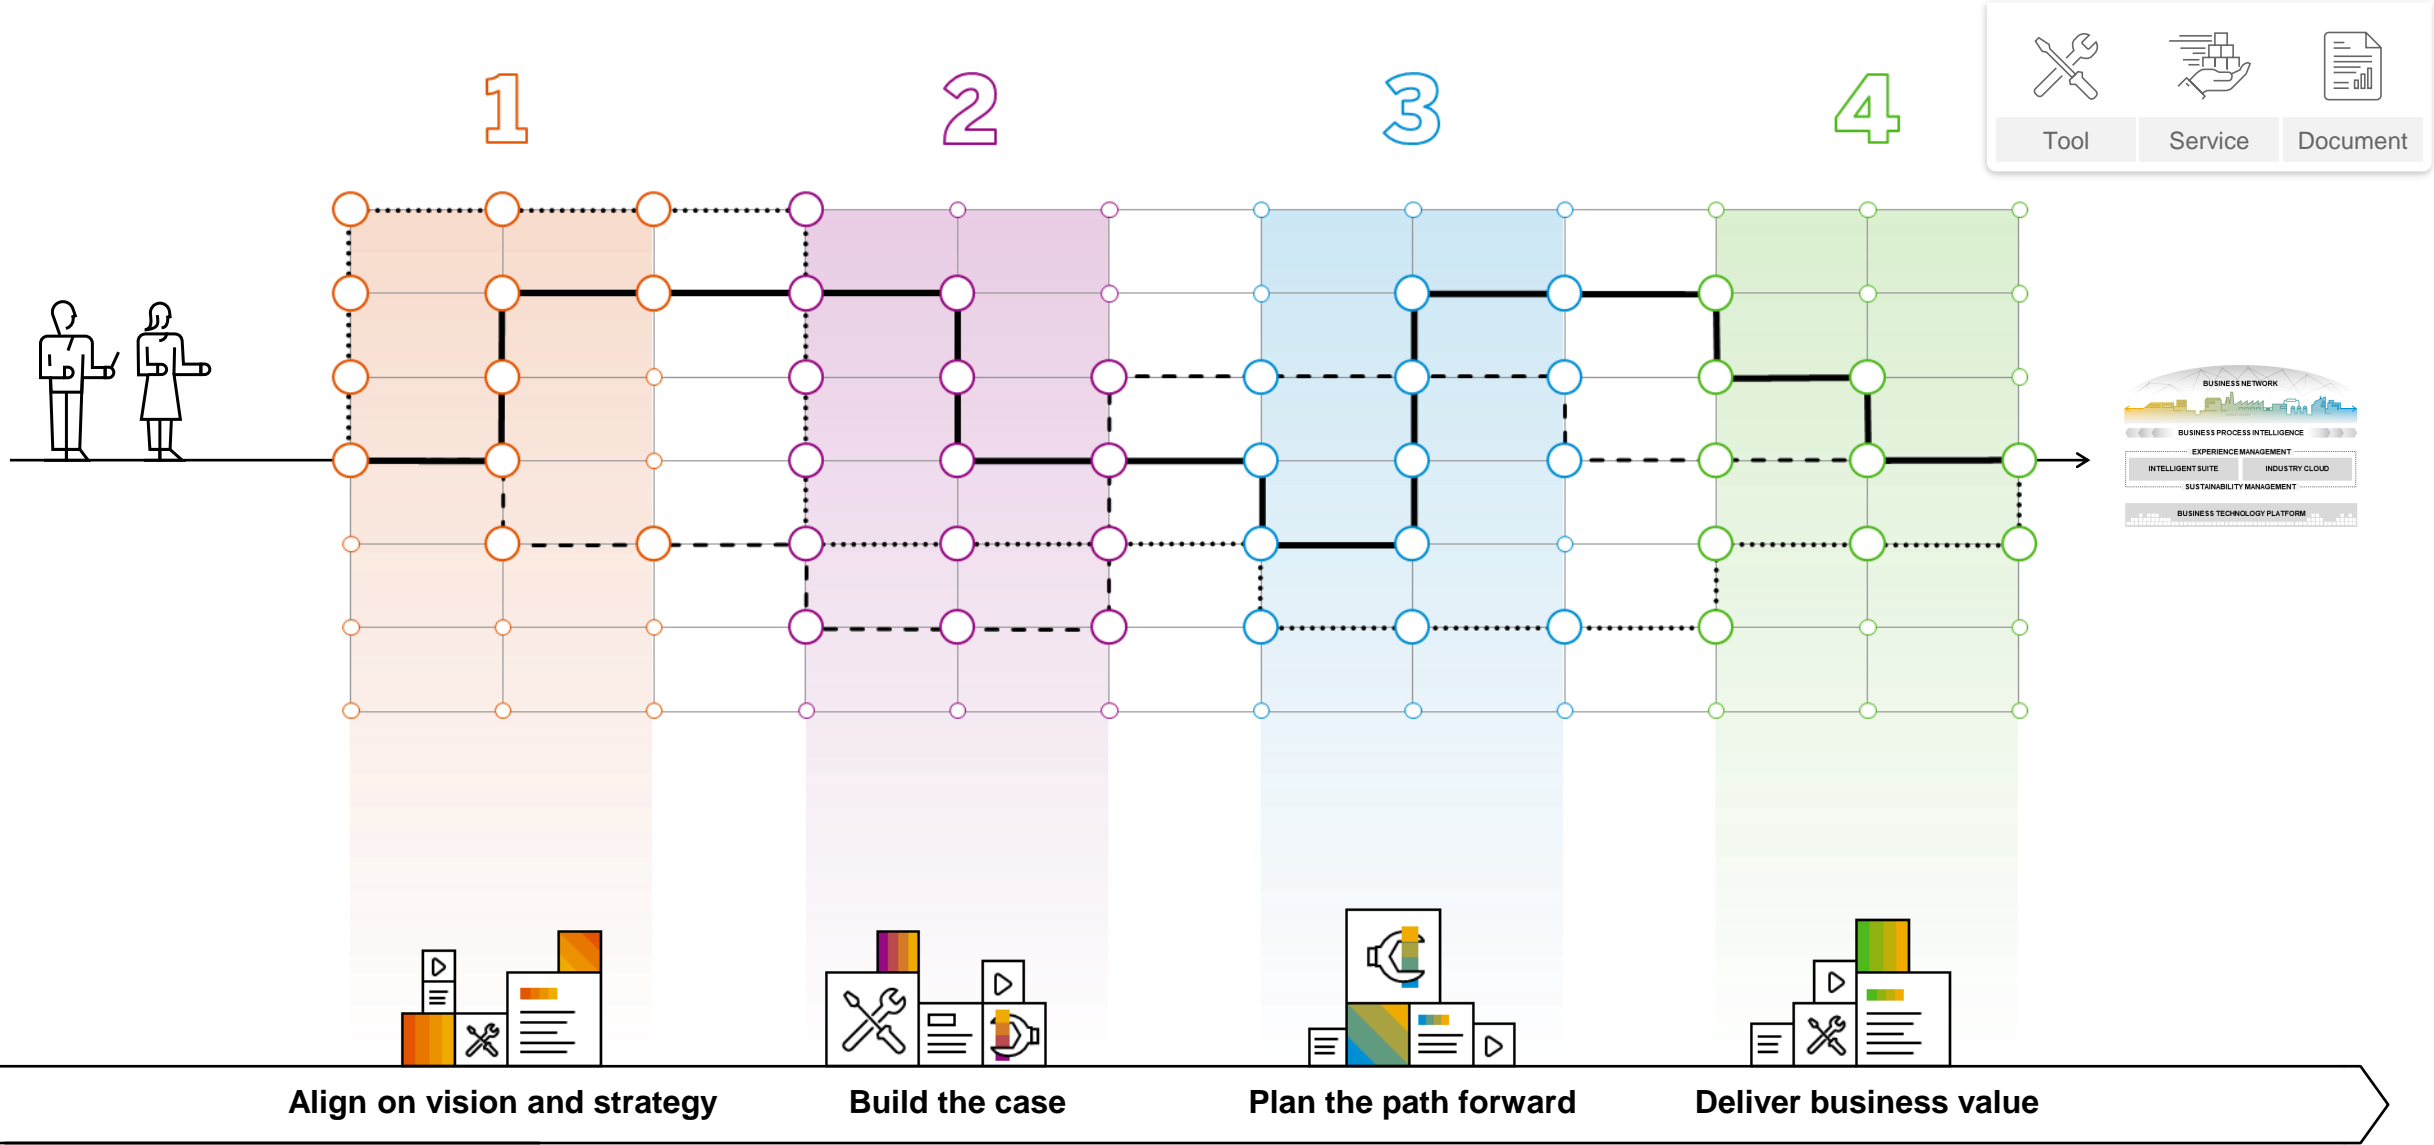 1
2
3
4
Tool
Service
Document
BUSINESS NETWORK
BUSINESS PROCESS INTELLIGENCE
EXPERIENCE MANAGEMENT
INTELLIGENT SUITE
INDUSTRY CLOUD
SUSTAINABILITY MANAGEMENT
BUSINESS TECHNOLOGY PLATFORM
Align on vision and strategy
Build the case
Plan the path forward
Deliver business value